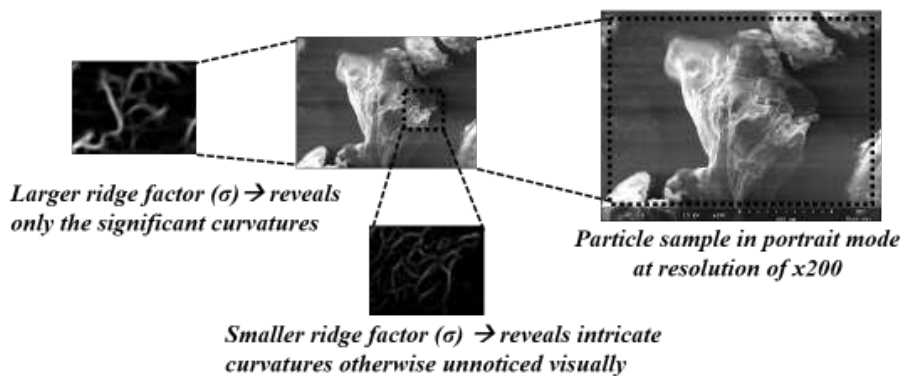 Larger ridge factor (σ) → reveals
only the significant curvatures
Particle sample in portrait mode
at resolution of x200
Smaller ridge factor (σ) → reveals intricate
curvatures otherwise unnoticed visually